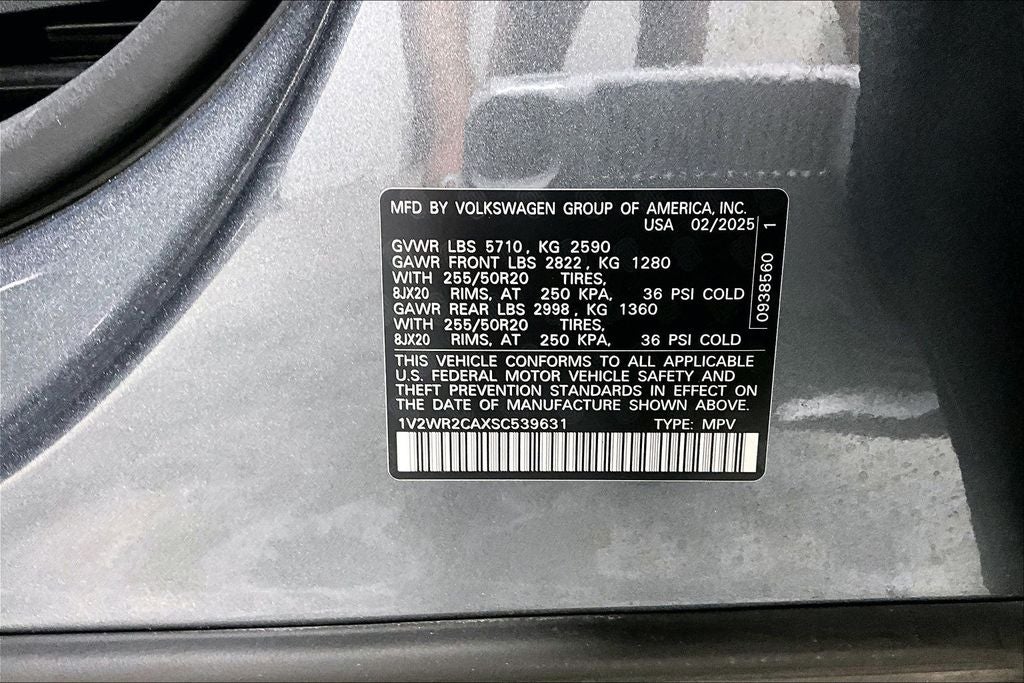 MFD BY VOLKSWAGEN GROUP OF AMERICA, INC.
USA 02/2025
GVWR LBS 5710, KG 2590
GAWR FRONT LBS 2822, KG 1280
WITH 255/50R20 TIRES,
8JX20 RIMS, AT 250 KPA, 36 PSI COLD
GAWR REAR LBS 2998, KG 1360
WITH 255/50R20 TIRES,
8JX20 RIMS, AT 250 KPA, 36 PSI COLD
THIS VEHICLE CONFORMS TO ALL APPLICABLE
U.S. FEDERAL MOTOR VEHICLE SAFETY AND
THEFT PREVENTION STANDARDS IN EFFECT ON
THE DATE OF MANUFACTURE SHOWN ABOVE.
1V2WR2CAXSC539631 TYPE: MPV
0938560 1